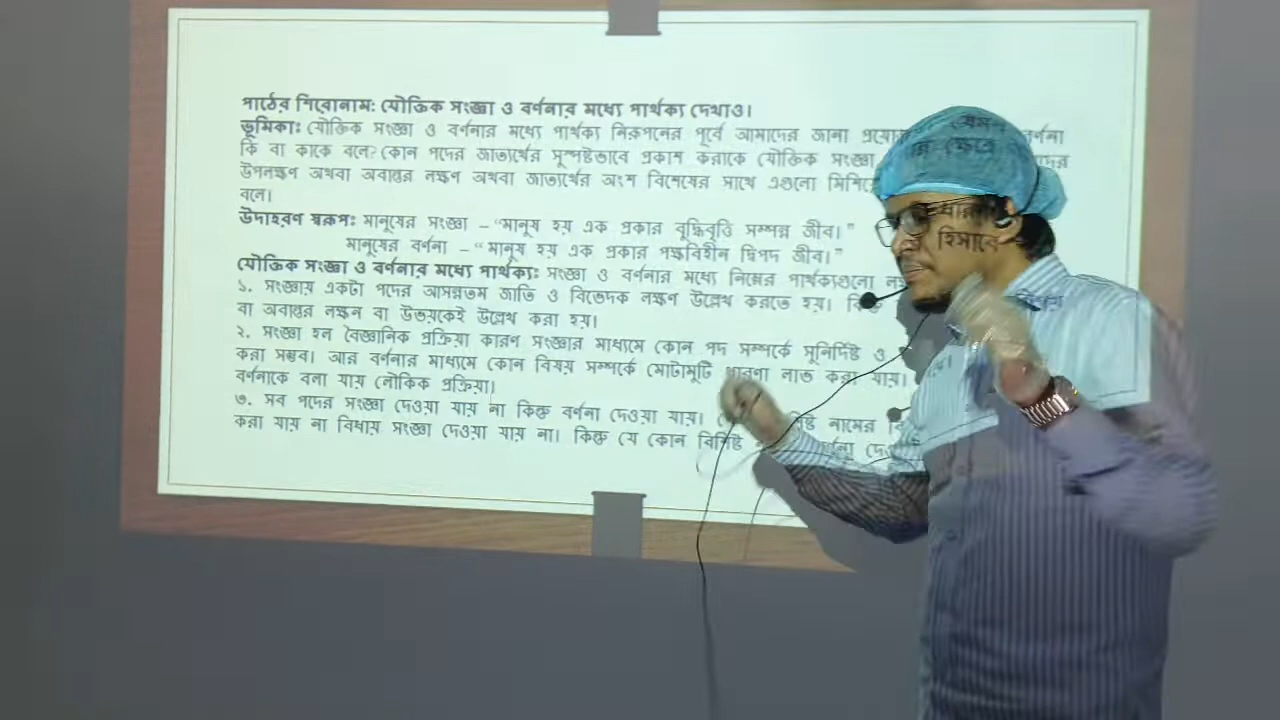 পাঠের শিরোনাম: যৌক্তিক সংজ্ঞা ও বর্ণনার মধ্যে পার্থক্য দেখাও।
ভূমিকাঃ যৌক্তিক সংজ্ঞা ও বর্ণনার মধ্যে পার্থক্য নিরূপনের পূর্বে আমাদের জানা বর্ণনা
কি বা কাকে বলে? কোন পদের জাত্যর্থের সুস্পষ্টভাবে প্রকাশ করাকে যৌক্তিক সংজ্ঞা ক্ষেত্রে
উপলক্ষণ অথবা অবান্তর লক্ষণ অথবা জাত্যর্থের অংশ বিশেষের সাথে এগুলো
বলে।
উদাহরণ স্বরূপঃ মানুষের সংজ্ঞা – “মানুষ হয় এক প্রকার বুদ্ধিবৃত্তি সম্পন্ন জীব।” হিসাবে
মানুষের বর্ণনা – “ মানুষ হয় এক প্রকার পক্ষবিহীন দ্বিপদ জীব।”
যৌক্তিক সংজ্ঞা ও বর্ণনার মধ্যে পার্থক্যঃ সংজ্ঞা ও বর্ণনার মধ্যে নিম্নের পার্থক্যগুলো
১. সংজ্ঞায় একটা পদের আসন্নতম জাতি ও বিভেদক লক্ষণ উল্লেখ করতে হয়।
বা অবান্তর লক্ষন বা উভয়কেই উল্লেখ করা হয়।
২. সংজ্ঞা হল বৈজ্ঞানিক প্রক্রিয়া কারণ সংজ্ঞার মাধ্যমে কোন পদ সম্পর্কে সুনির্দিষ্ট ও
করা সম্ভব। আর বর্ণনার মাধ্যমে কোন বিষয় সম্পর্কে মোটামুটি ধারণা লাভ করা যায়।
বর্ণনাকে বলা যায় লৌকিক প্রক্রিয়া।
৩. সব পদের সংজ্ঞা দেওয়া যায় না কিন্তু বর্ণনা দেওয়া যায়। নামের
করা যায় না বিধায় সংজ্ঞা দেওয়া যায় না। কিন্তু যে কোন বিশিষ্ট বর্ণনা